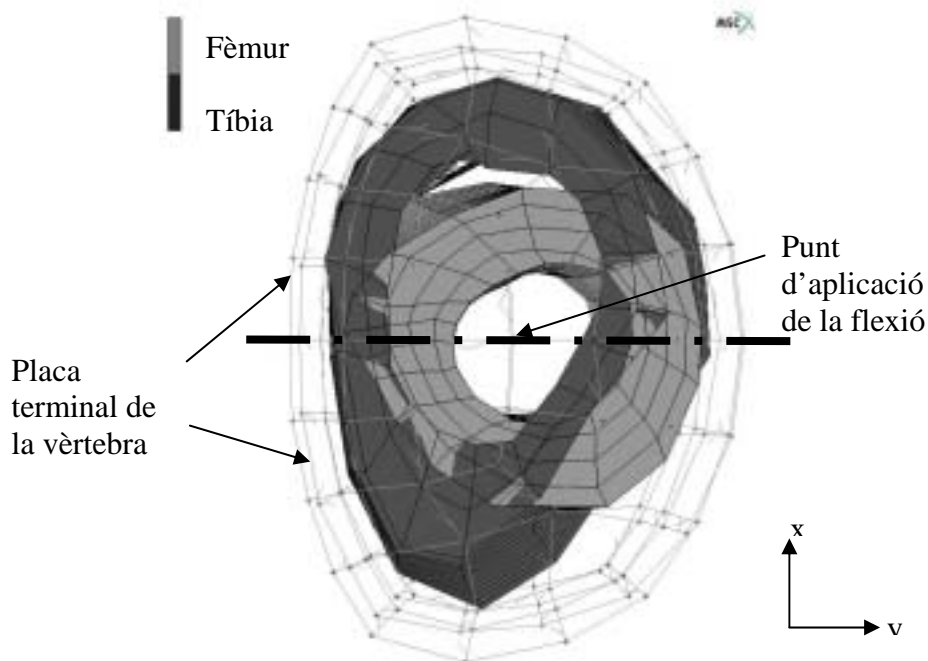 Fèmur
Tíbia
Punt
d'aplicació
de la flexió
Placa
terminal de
la vèrtebra
x
y